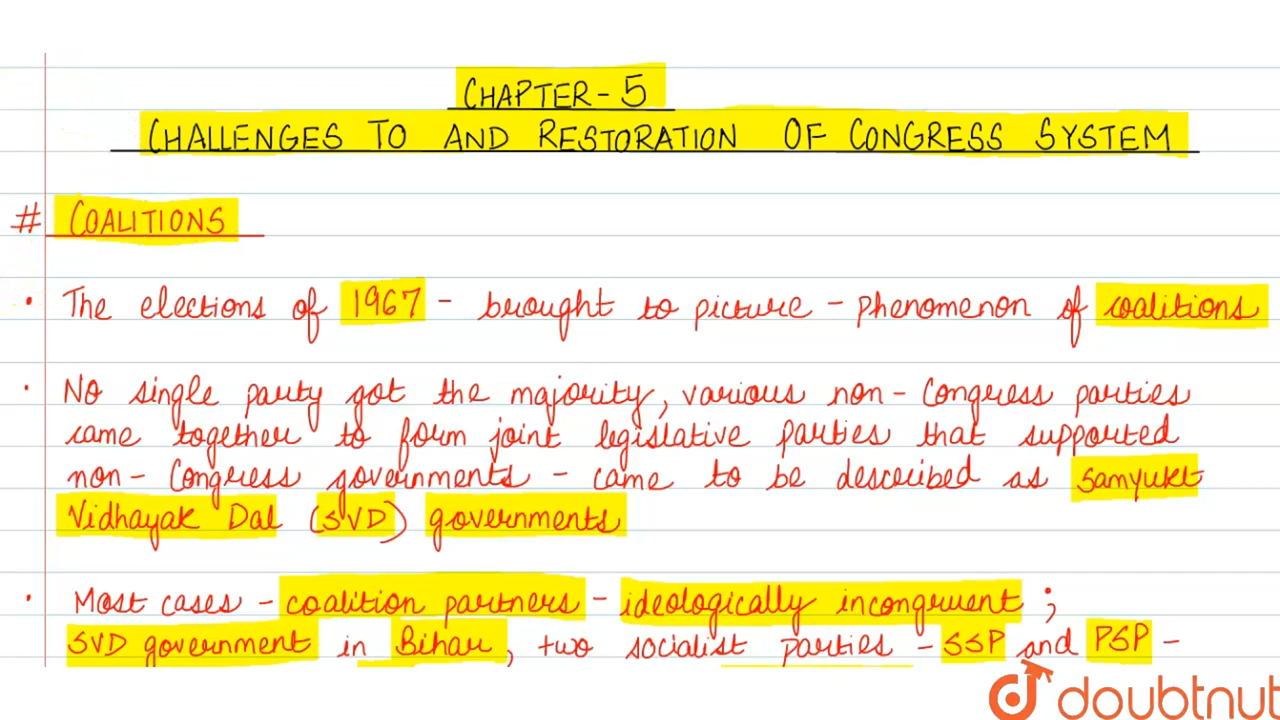 CHAPTER-5
CHALLENGES TO AND RESTORATION OF CONGRESS SYSTEM
# COALITIONS
• The elections of 1967 - brought to picture - phenomenon of coalitions
• No single party got the majority, various non-Congress parties
came together to form joint legislative parties that supported
non-Congress governments - came to be described as Samyukt
Vidhayak Dal (SVD) governments
• Most cases - coalition partners - ideologically incongruent ;
SVD government in Bihar, two socialist parties - SSP and PSP -
doubtnut